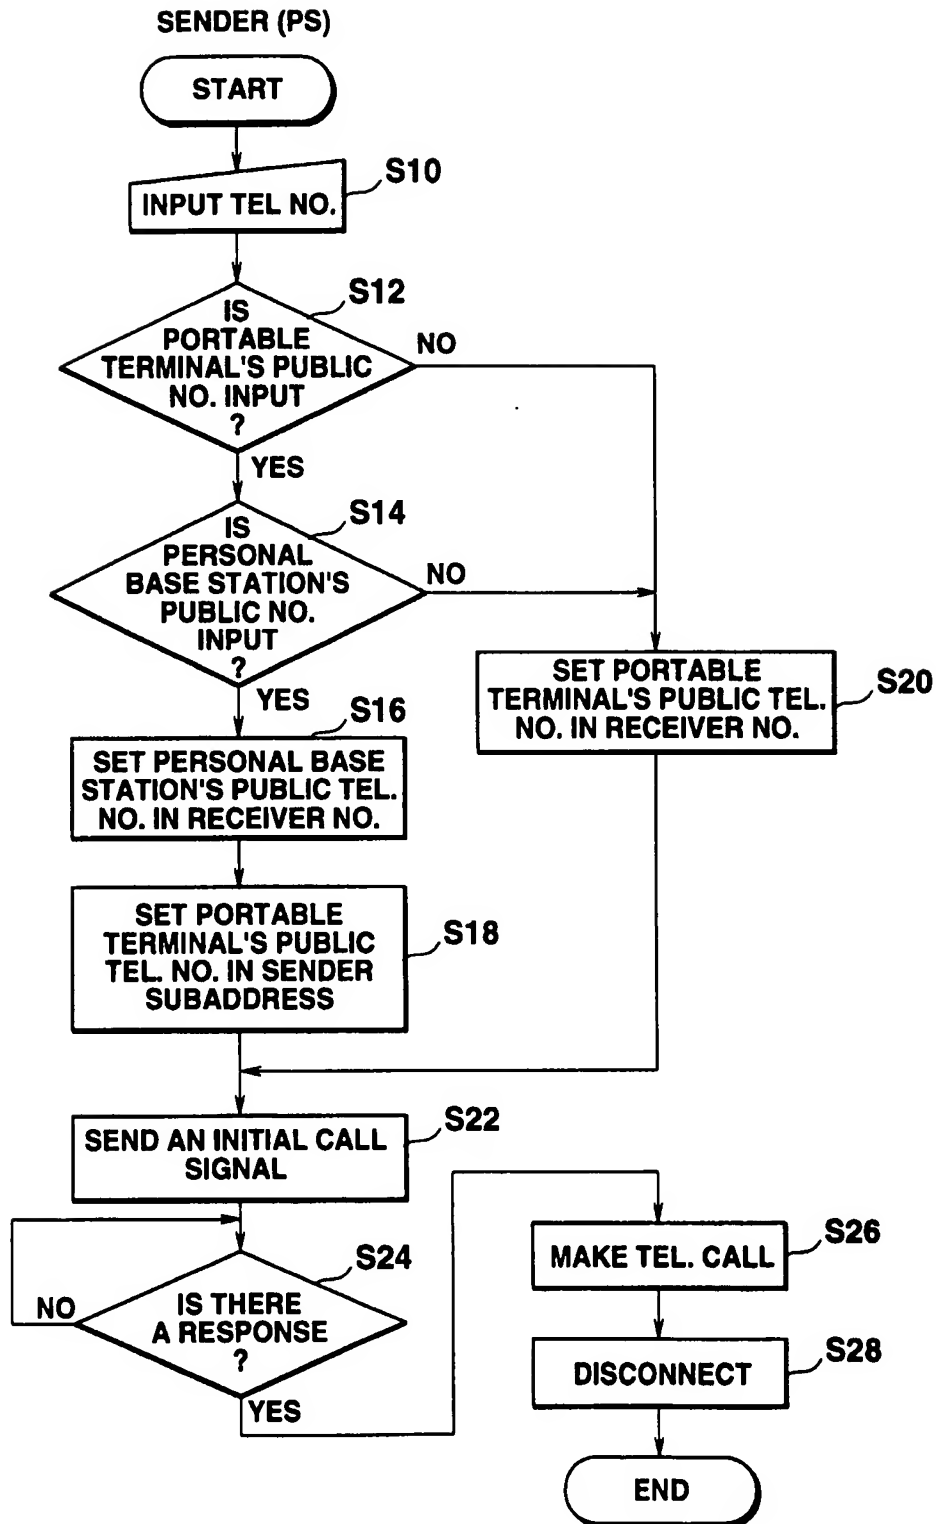 SENDER (PS)
START
S10
INPUT TEL NO.
S12
IS
PORTABLE
TERMINAL'S PUBLIC
NO. INPUT
?
NO
YES
S14
IS
PERSONAL
BASE STATION'S
PUBLIC NO.
INPUT
?
NO
YES
S16
SET PERSONAL BASE
STATION'S PUBLIC TEL.
NO. IN RECEIVER NO.
SET PORTABLE
TERMINAL'S PUBLIC TEL.
NO. IN RECEIVER NO.
S20
SET PORTABLE
TERMINAL'S PUBLIC
TEL. NO. IN SENDER
SUBADDRESS
S18
SEND AN INITIAL CALL
SIGNAL
S22
S24
IS THERE
A RESPONSE
?
NO
YES
MAKE TEL. CALL
S26
DISCONNECT
S28
END